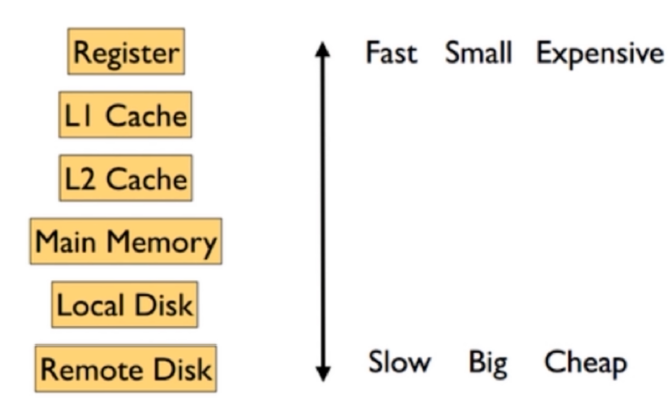 Register
Fast Small Expensive
L1 Cache
L2 Cache
Main Memory
Local Disk
Remote Disk
Slow Big Cheap